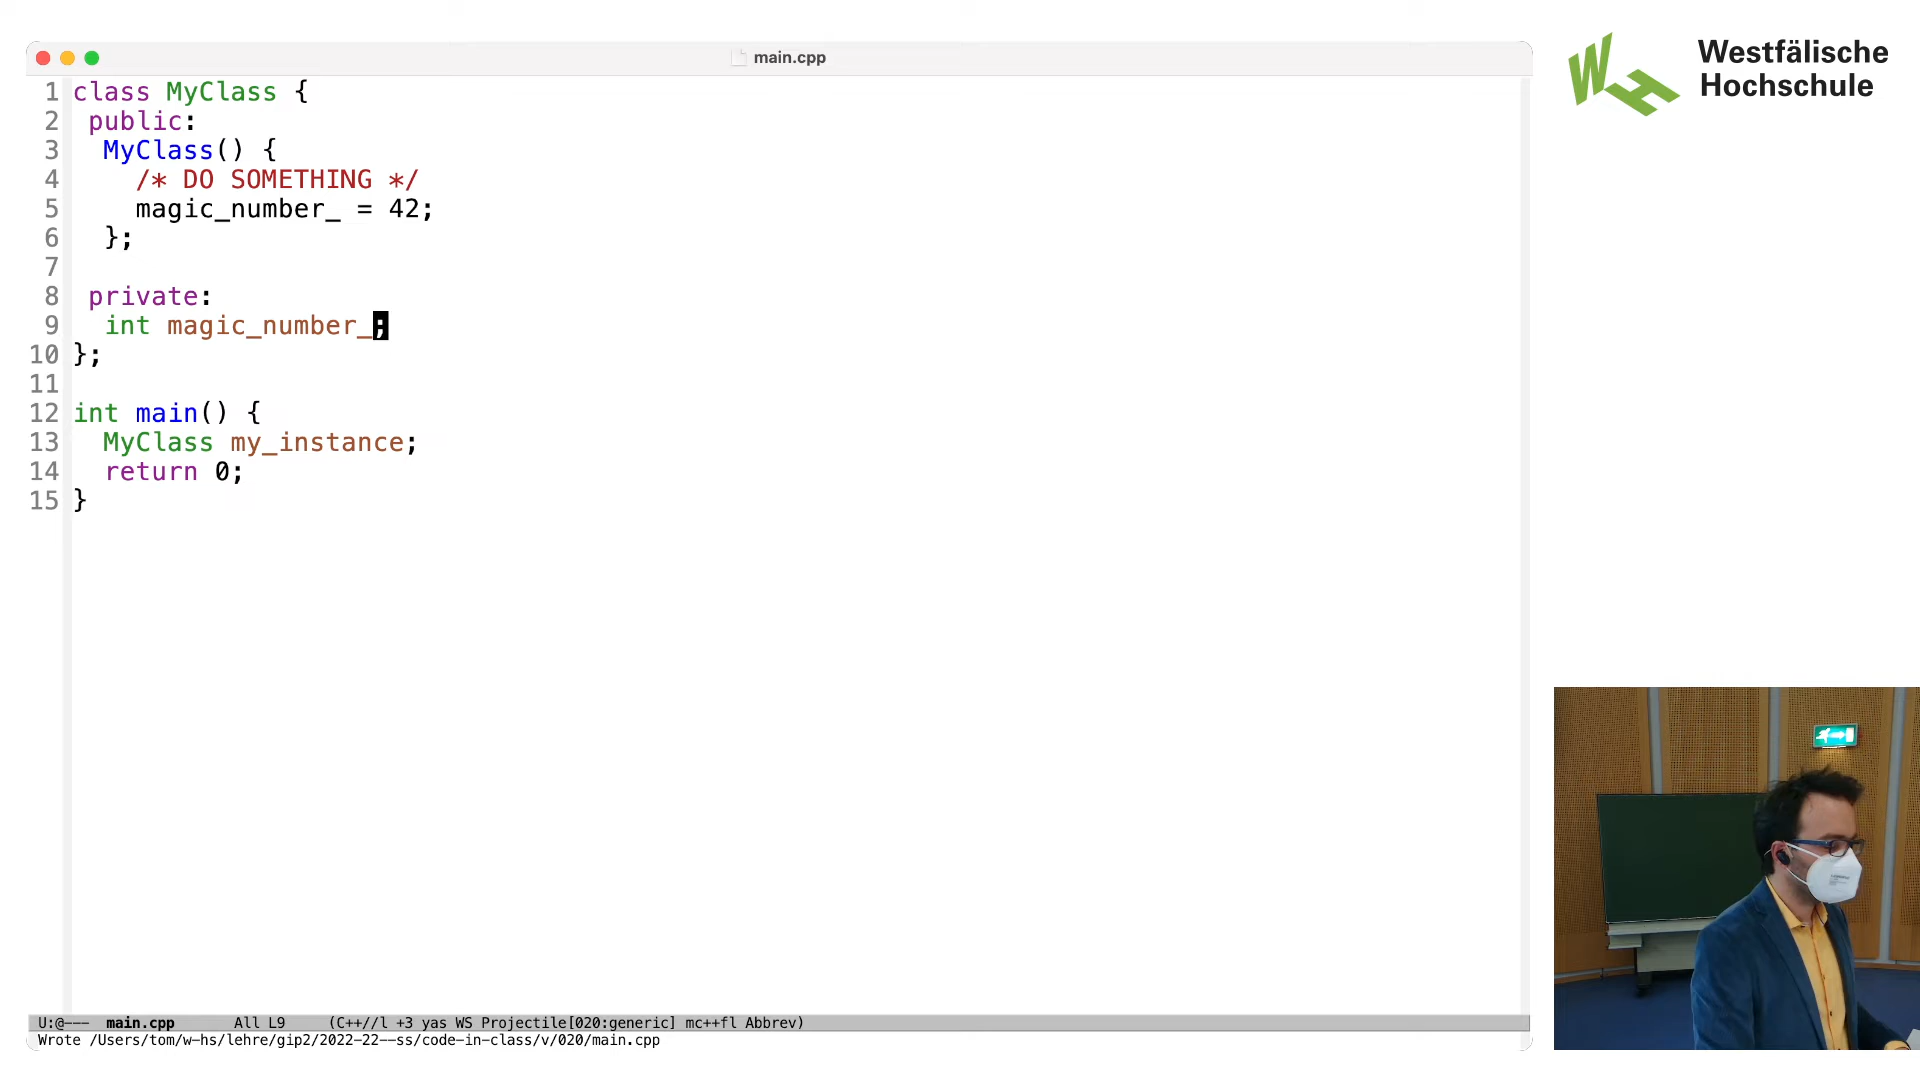 main.cpp
Westfälische
Hochschule
1 class MyClass {
2  public:
3   MyClass() {
4     /* DO SOMETHING */
5     magic_number_ = 42;
6   };
7
8  private:
9   int magic_number_;
10 };
11
12 int main() {
13   MyClass my_instance;
14   return 0;
15 }
U:@--- main.cpp All L9 (C++//l +3 yas WS Projectile[020:generic] mc++fl Abbrev)
Wrote /Users/tom/w-hs/lehre/gip2/2022-22--ss/code-in-class/v/020/main.cpp